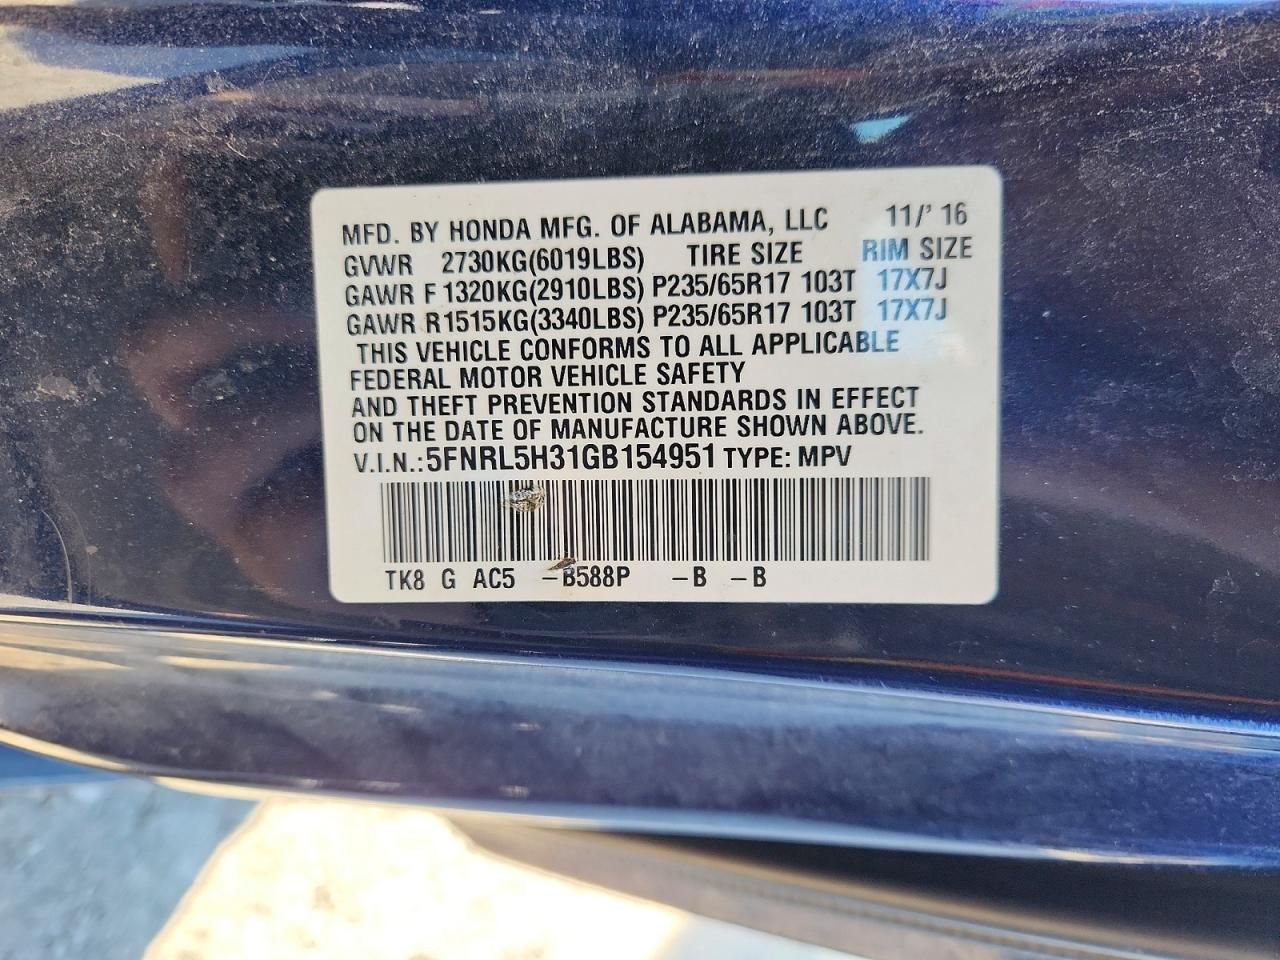 MFD. BY HONDA MFG. OF ALABAMA, LLC 11/' 16
GVWR 2730KG(6019LBS) TIRE SIZE RIM SIZE
GAWR F 1320KG(2910LBS) P235/65R17 103T 17X7J
GAWR R1515KG(3340LBS) P235/65R17 103T 17X7J
THIS VEHICLE CONFORMS TO ALL APPLICABLE
FEDERAL MOTOR VEHICLE SAFETY
AND THEFT PREVENTION STANDARDS IN EFFECT
ON THE DATE OF MANUFACTURE SHOWN ABOVE.
V.I.N.: 5FNRL5H31GB154951 TYPE: MPV
TK8 G AC5 -B588P -B -B